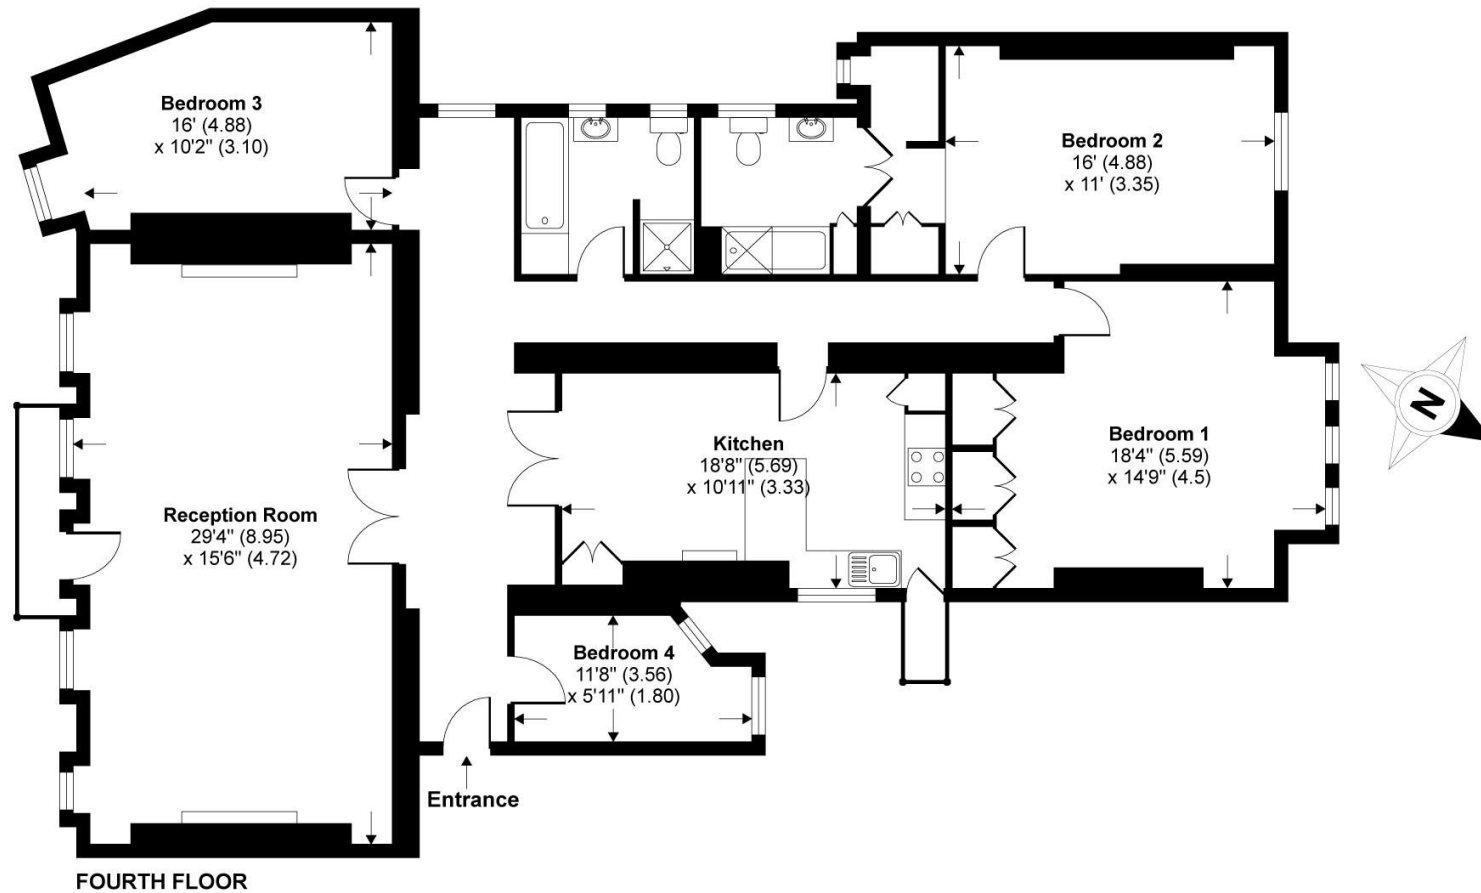 Bedroom 3
16' (4.88)
x 10'2" (3.10)
Bedroom 2
16' (4.88)
x 11' (3.35)
N
Kitchen
18'8" (5.69)
x 10'11" (3.33)
Bedroom 1
18'4" (5.59)
x 14'9" (4.5)
Reception Room
29'4" (8.95)
x 15'6" (4.72)
Bedroom 4
11'8" (3.56)
x 5'11" (1.80)
Entrance
FOURTH FLOOR